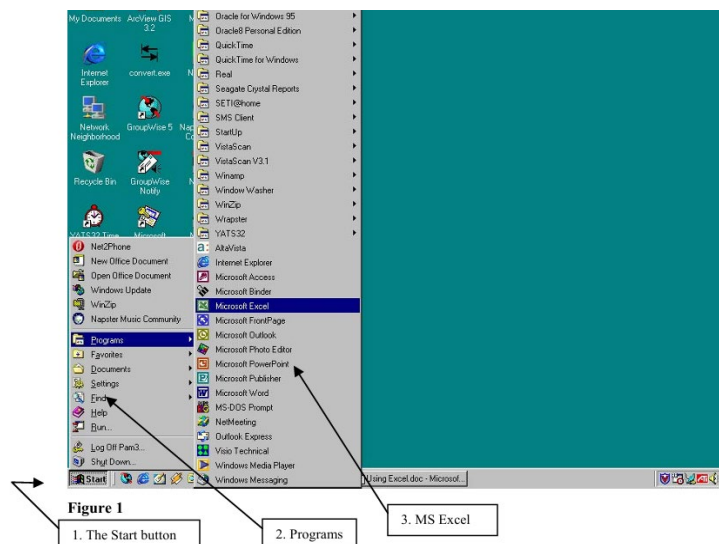 My Documents
ArcView GIS
3.2
Internet
Explorer
convert.exe
Network
Neighborhood
GroupWise 5
Nap
Recycle Bin
GroupWise
Notify
YATS32 Time
Microsoft
Net2Phone
New Office Document
Open Office Document
Windows Update
WinZip
Napster Music Community
Programs
Favorites
Documents
Settings
Find
Help
Run...
Log Off Pam3...
Shut Down...
Start
Oracle for Windows 95
Oracle8 Personal Edition
QuickTime
QuickTime for Windows
Real
Seagate Crystal Reports
SETI@home
SMS Client
StartUp
VistaScan
VistaScan V3.1
Winamp
Window Washer
WinZip
Wrapster
YATS32
AltaVista
Internet Explorer
Microsoft Access
Microsoft Binder
Microsoft Excel
Microsoft FrontPage
Microsoft Outlook
Microsoft Photo Editor
Microsoft PowerPoint
Microsoft Publisher
Microsoft Word
MS-DOS Prompt
NetMeeting
Outlook Express
Visio Technical
Windows Media Player
Windows Messaging
Using Excel.doc - Microsof...
Figure 1
1. The Start button
2. Programs
3. MS Excel